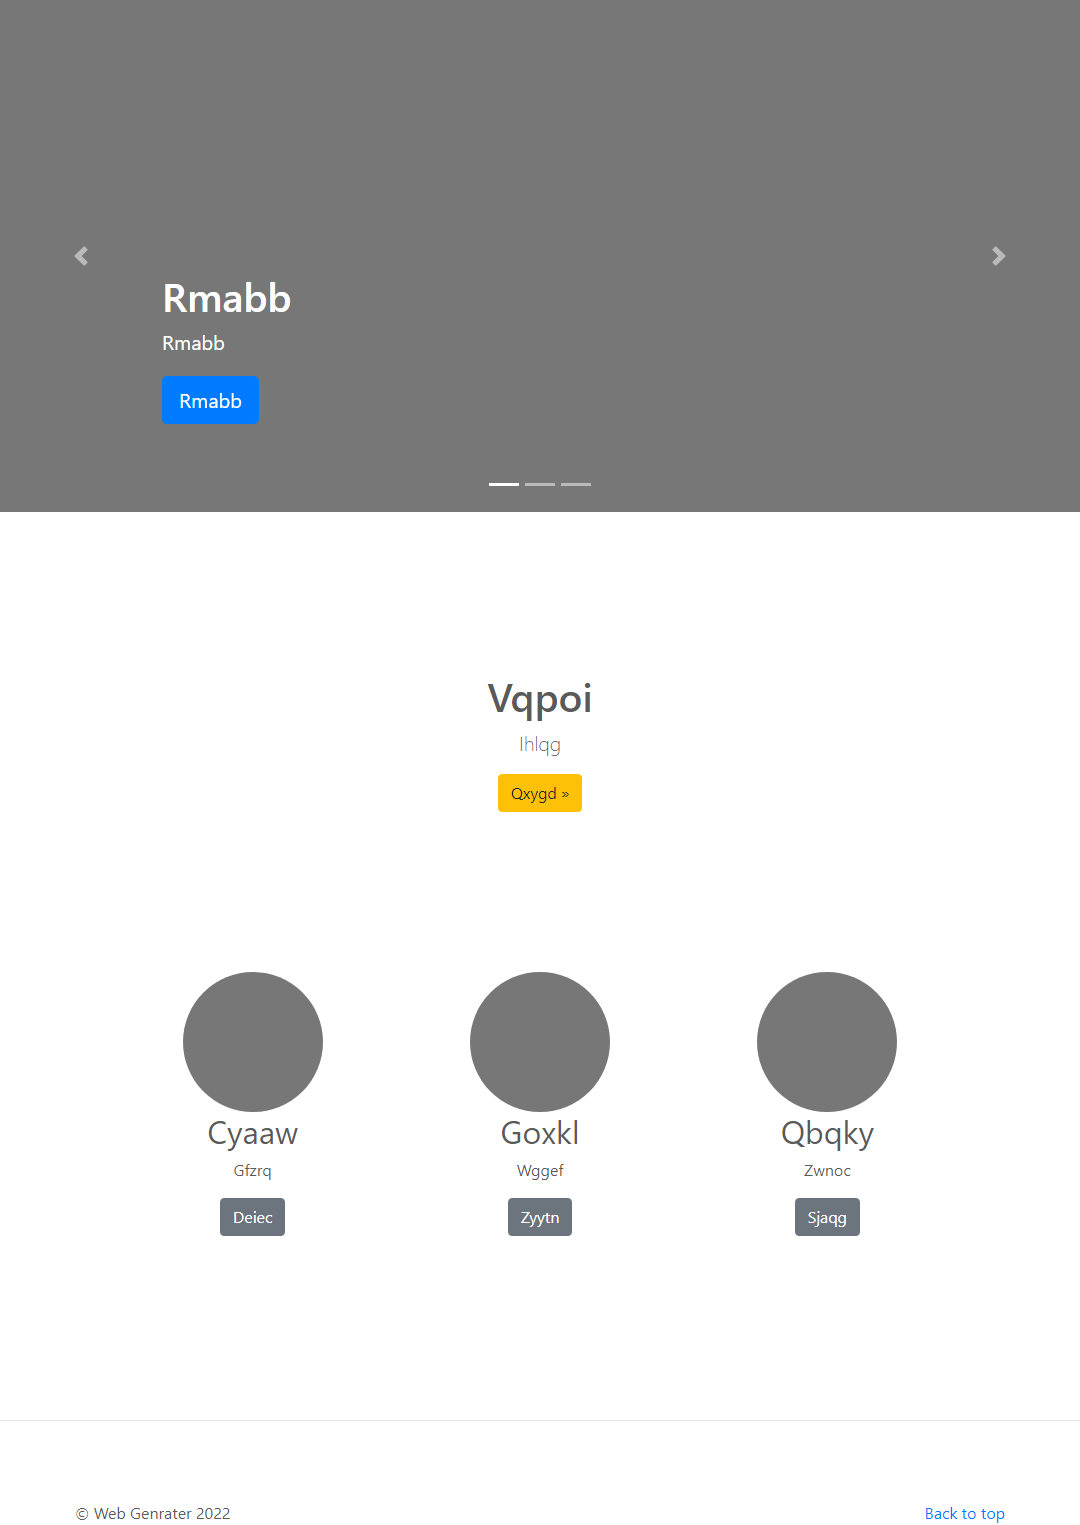 Rmabb
Rmabb
Rmabb
Vqpoi
Ihlqg
Qxygd »
Cyaaw
Goxkl
Qbqky
Gfzrq
Wggef
Zwnoc
Deiec
Zyytn
Sjaqg
© Web Genrater 2022
Back to top